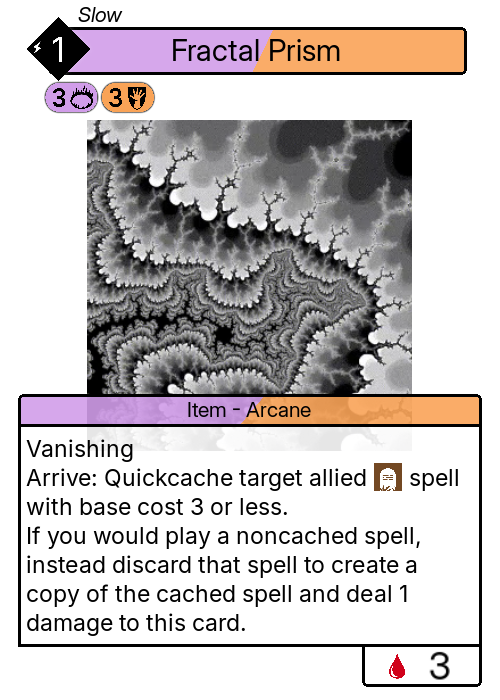 Slow
1 Fractal Prism
3 3
Item - Arcane
Vanishing
Arrive: Quickcache target allied spell
with base cost 3 or less.
If you would play a noncached spell,
instead discard that spell to create a
copy of the cached spell and deal 1
damage to this card.
3